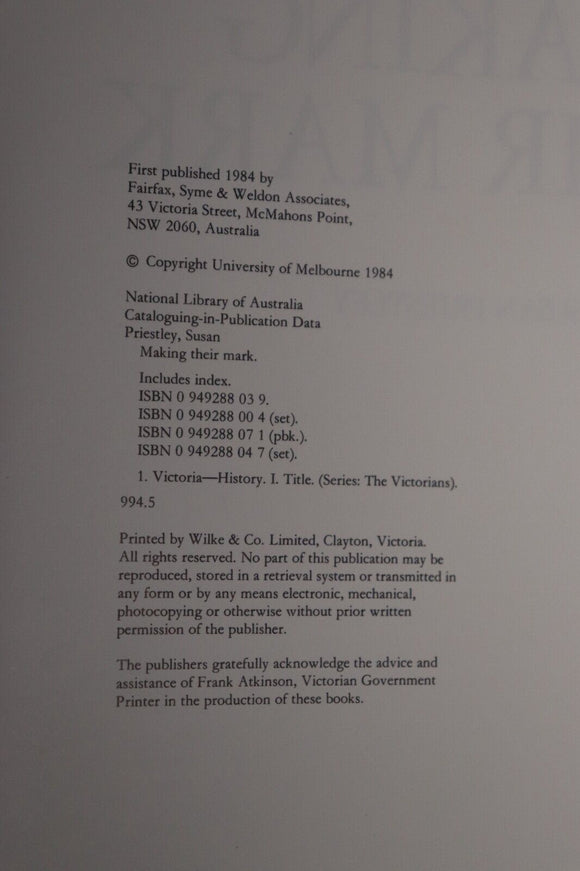 First published 1984 by
Fairfax, Syme & Weldon Associates,
43 Victoria Street, McMahons Point,
NSW 2060, Australia
© Copyright University of Melbourne 1984
National Library of Australia
Cataloguing-in-Publication Data
Priestley, Susan
Making their mark.
Includes index.
ISBN 0 949288 03 9.
ISBN 0 949288 00 4 (set).
ISBN 0 949288 07 1 (pbk.).
ISBN 0 949288 04 7 (set).
1. Victoria—History. I. Title. (Series: The Victorians).
994.5
Printed by Wilke & Co. Limited, Clayton, Victoria.
All rights reserved. No part of this publication may be
reproduced, stored in a retrieval system or transmitted in
any form or by any means electronic, mechanical,
photocopying or otherwise without prior written
permission of the publisher.
The publishers gratefully acknowledge the advice and
assistance of Frank Atkinson, Victorian Government
Printer in the production of these books.